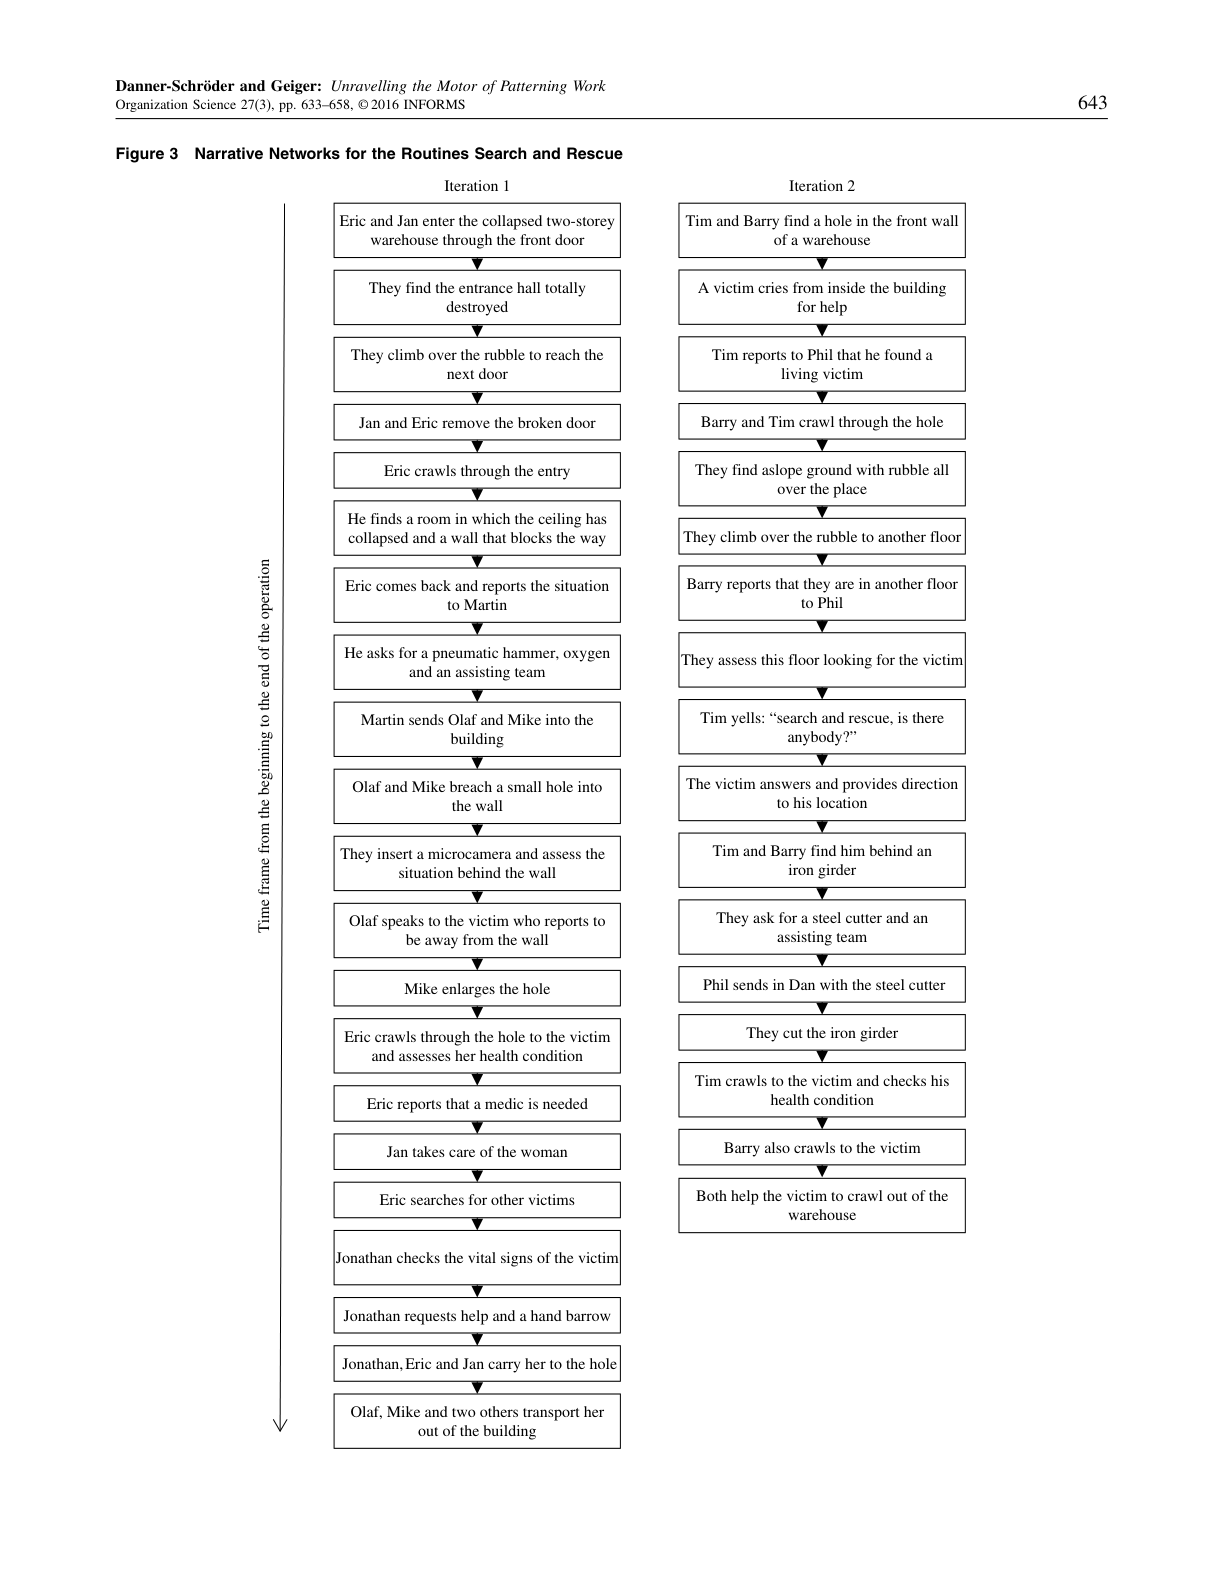 Danner-Schröder and Geiger: Unravelling the Motor of Patterning Work
Organization Science 27(3), pp. 633–658, © 2016 INFORMS
643
Figure 3 Narrative Networks for the Routines Search and Rescue
Time frame from the beginning to the end of the operation
Iteration 1
Eric and Jan enter the collapsed two-storey
warehouse through the front door
They find the entrance hall totally
destroyed
They climb over the rubble to reach the
next door
Jan and Eric remove the broken door
Eric crawls through the entry
He finds a room in which the ceiling has
collapsed and a wall that blocks the way
Eric comes back and reports the situation
to Martin
He asks for a pneumatic hammer, oxygen
and an assisting team
Martin sends Olaf and Mike into the
building
Olaf and Mike breach a small hole into
the wall
They insert a microcamera and assess the
situation behind the wall
Olaf speaks to the victim who reports to
be away from the wall
Mike enlarges the hole
Eric crawls through the hole to the victim
and assesses her health condition
Eric reports that a medic is needed
Jan takes care of the woman
Eric searches for other victims
Jonathan checks the vital signs of the victim
Jonathan requests help and a hand barrow
Jonathan, Eric and Jan carry her to the hole
Olaf, Mike and two others transport her
out of the building
Iteration 2
Tim and Barry find a hole in the front wall
of a warehouse
A victim cries from inside the building
for help
Tim reports to Phil that he found a
living victim
Barry and Tim crawl through the hole
They find aslope ground with rubble all
over the place
They climb over the rubble to another floor
Barry reports that they are in another floor
to Phil
They assess this floor looking for the victim
Tim yells: “search and rescue, is there
anybody?”
The victim answers and provides direction
to his location
Tim and Barry find him behind an
iron girder
They ask for a steel cutter and an
assisting team
Phil sends in Dan with the steel cutter
They cut the iron girder
Tim crawls to the victim and checks his
health condition
Barry also crawls to the victim
Both help the victim to crawl out of the
warehouse